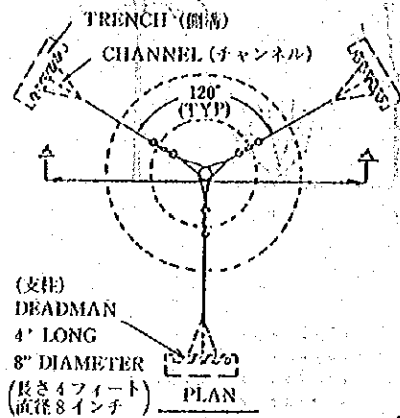 TRENCH (側溝)
CHANNEL (チャンネル)
120°
(TYP)
(支柱)
DEADMAN
4' LONG
8" DIAMETER
(長さ4フィート
直径8インチ)
PLAN